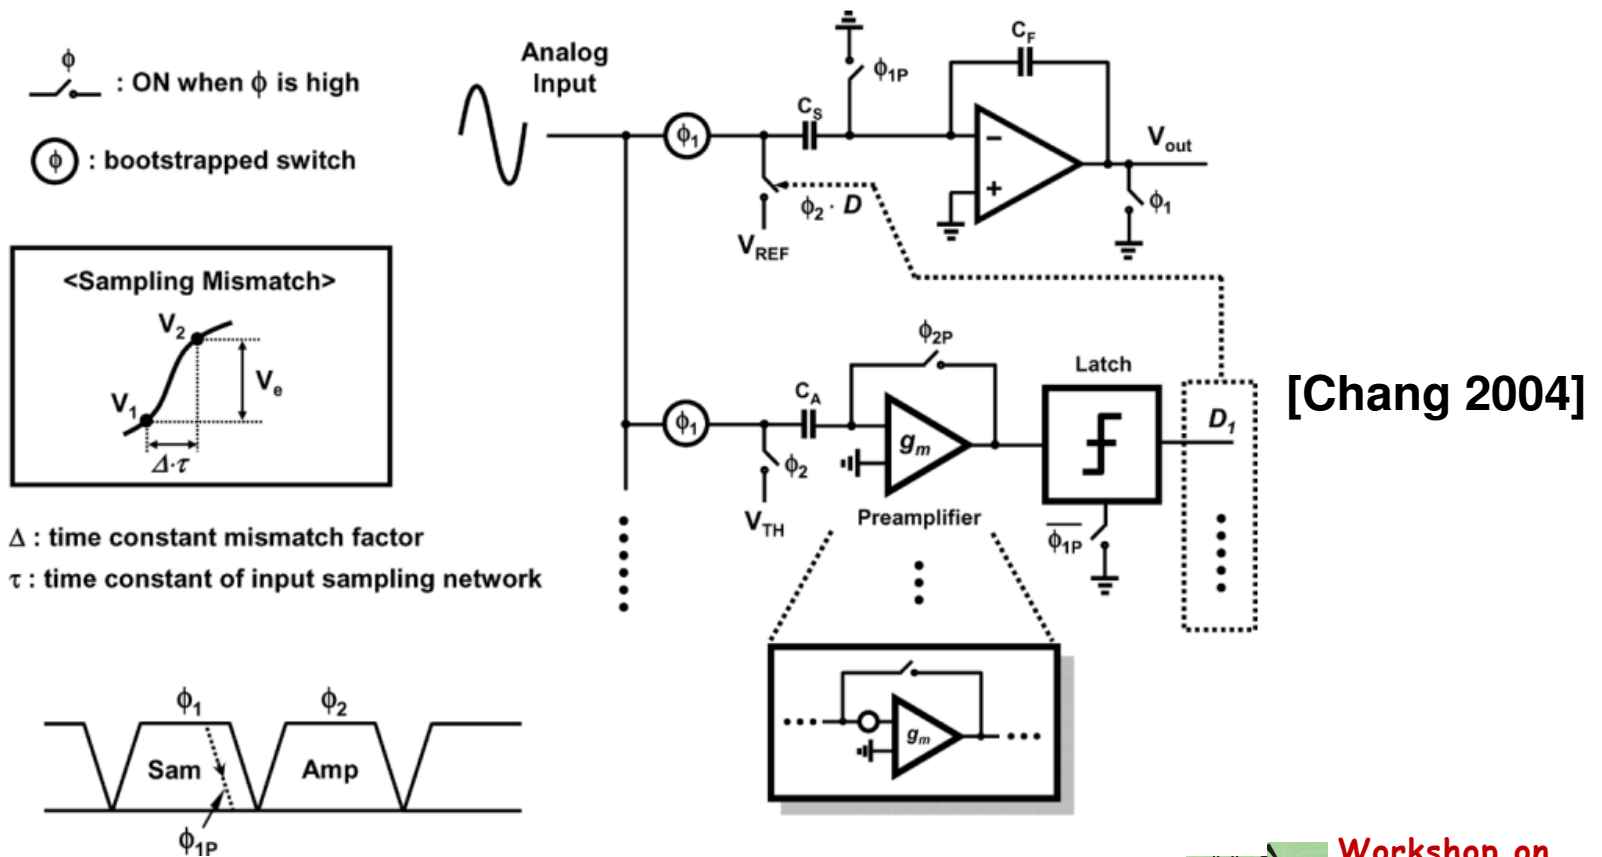 ϕ
: ON when ϕ is high
ϕ : bootstrapped switch
<Sampling Mismatch>
V2
V1
Ve
Δ·τ
Δ : time constant mismatch factor
τ : time constant of input sampling network
ϕ1 ϕ2
Sam Amp
ϕ1P
Analog
Input
ϕ1
CS
ϕ1P
CF
Vout
ϕ1
ϕ2 · D
VREF
ϕ1
CA
ϕ2P
gm
Preamplifier
ϕ2
VTH
Latch
ϕ̅1̅P̅
D1
gm
[Chang 2004]
Workshop on